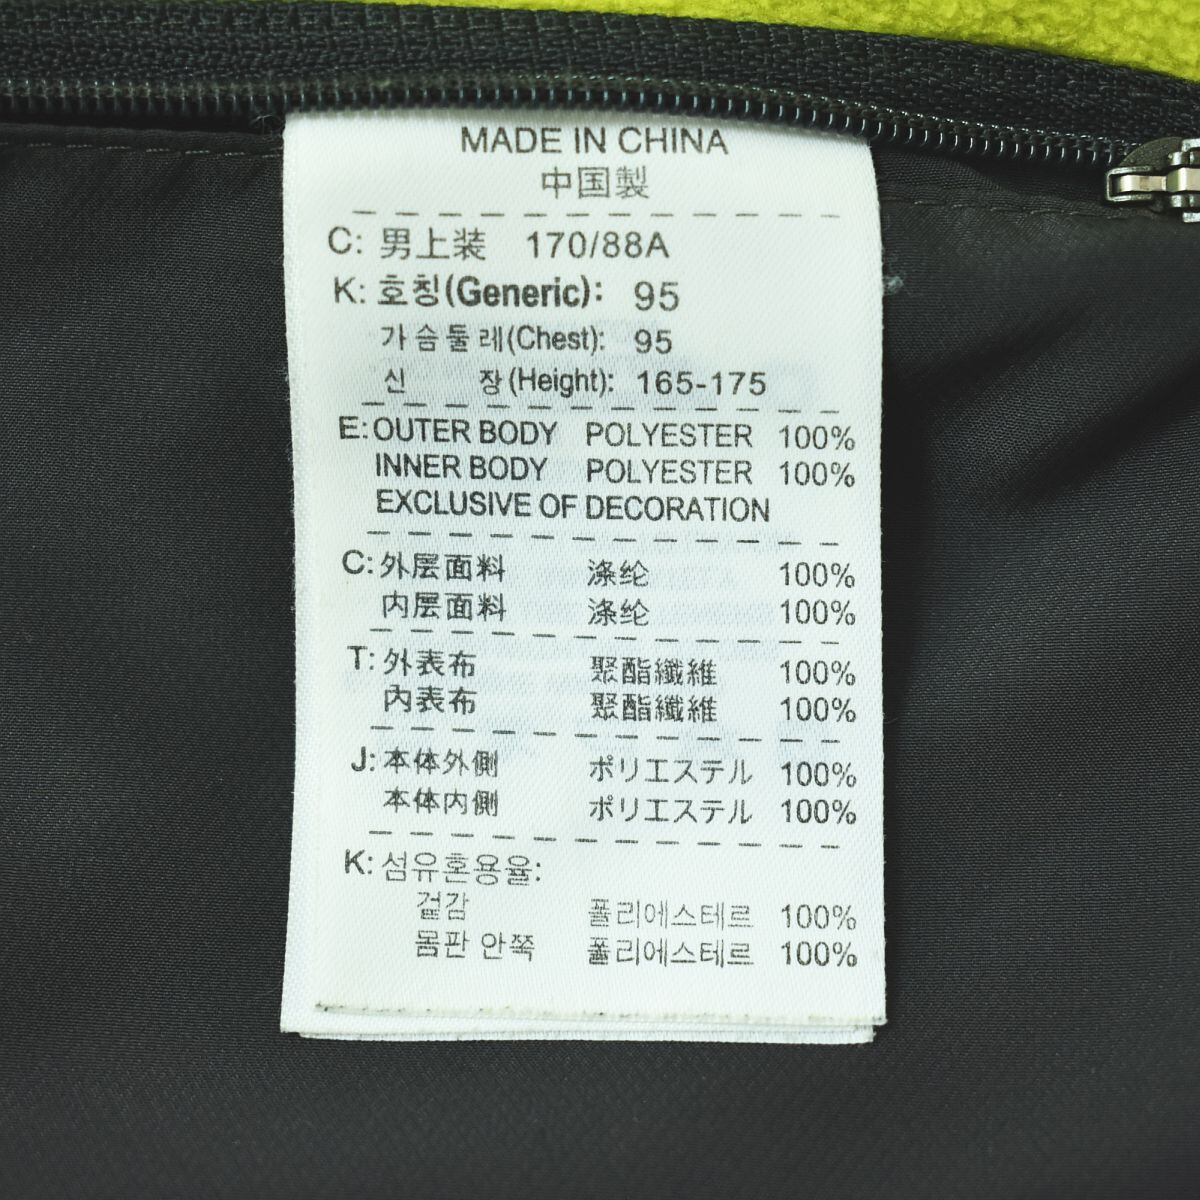 MADE IN CHINA
中国製
C: 男上装 170/88A
K: 호칭(Generic): 95
가슴둘레(Chest): 95
신 장(Height): 165-175
E: OUTER BODY POLYESTER 100%
INNER BODY POLYESTER 100%
EXCLUSIVE OF DECORATION
C: 外层面料 涤纶 100%
内层面料 涤纶 100%
T: 外表布 聚酯纖維 100%
內表布 聚酯纖維 100%
J: 本体外側 ポリエステル 100%
本体内側 ポリエステル 100%
K: 섬유혼용율:
겉감 폴리에스테르 100%
몸판 안쪽 폴리에스테르 100%